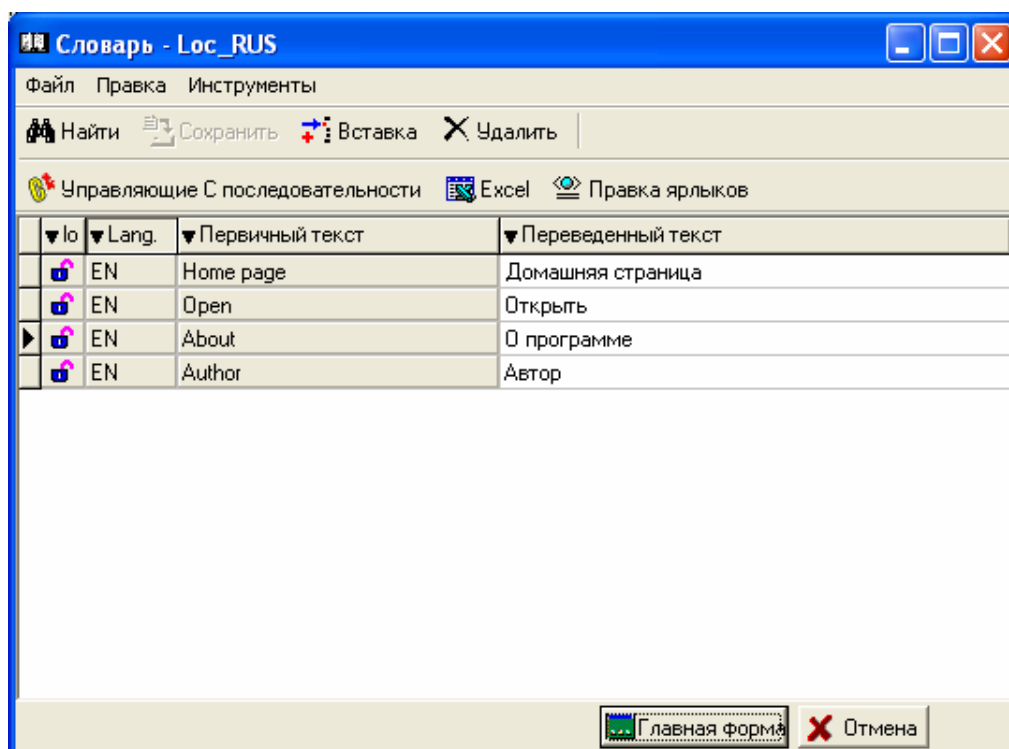 Словарь - Loc_RUS
Файл Правка Инструменты
Найти Сохранить Вставка Удалить
Управляющие С последовательности Excel Правка ярлыков
lo Lang. Первичный текст Переведенный текст
EN Home page Домашняя страница
EN Open Открыть
EN About О программе
EN Author Автор
Главная форма Отмена